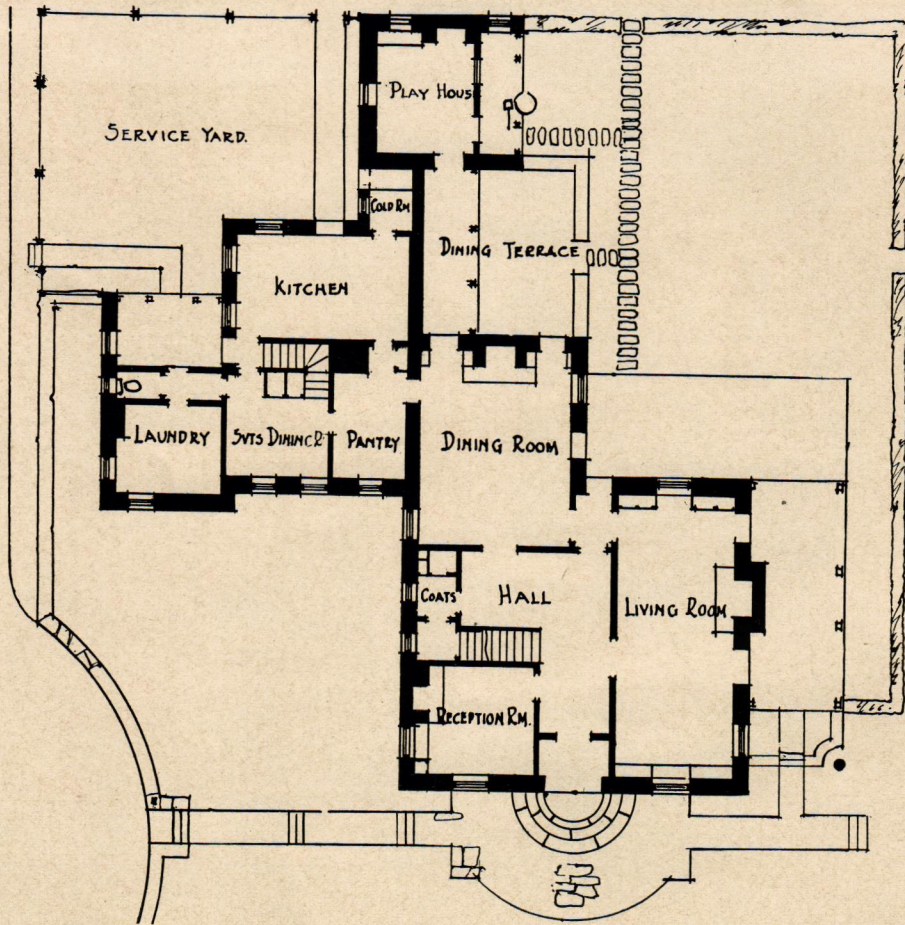 PLAY HOUSE
SERVICE YARD.
COLD RM
DINING TERRACE
KITCHEN
LAUNDRY
SVTS DINING R
PANTRY
DINING ROOM
COATS
HALL
LIVING ROOM
RECEPTION RM.